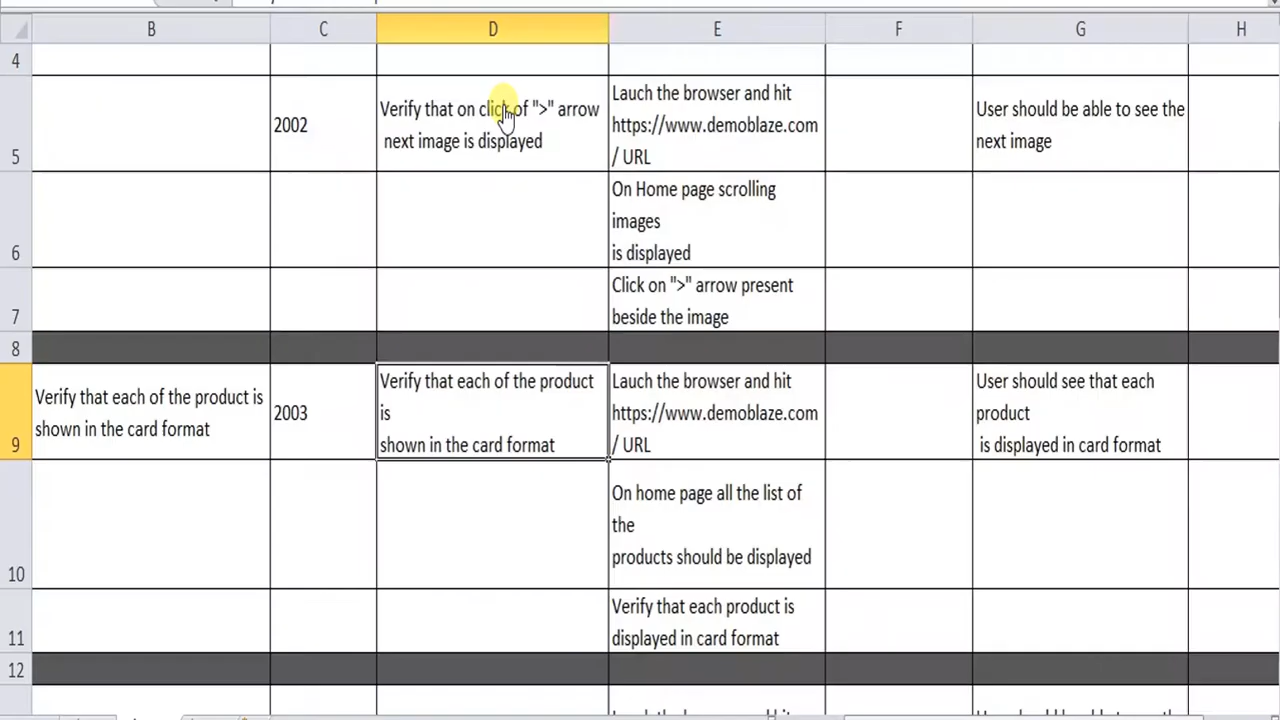 B C D E F G H
4
5
2002
Verify that on click of ">" arrow
next image is displayed
Lauch the browser and hit
https://www.demoblaze.com
/ URL
User should be able to see the
next image
6
On Home page scrolling
images
is displayed
7
Click on ">" arrow present
beside the image
8
9
Verify that each of the product is
shown in the card format
2003
Verify that each of the product
is
shown in the card format
Lauch the browser and hit
https://www.demoblaze.com
/ URL
User should see that each
product
is displayed in card format
10
On home page all the list of
the
products should be displayed
11
Verify that each product is
displayed in card format
12